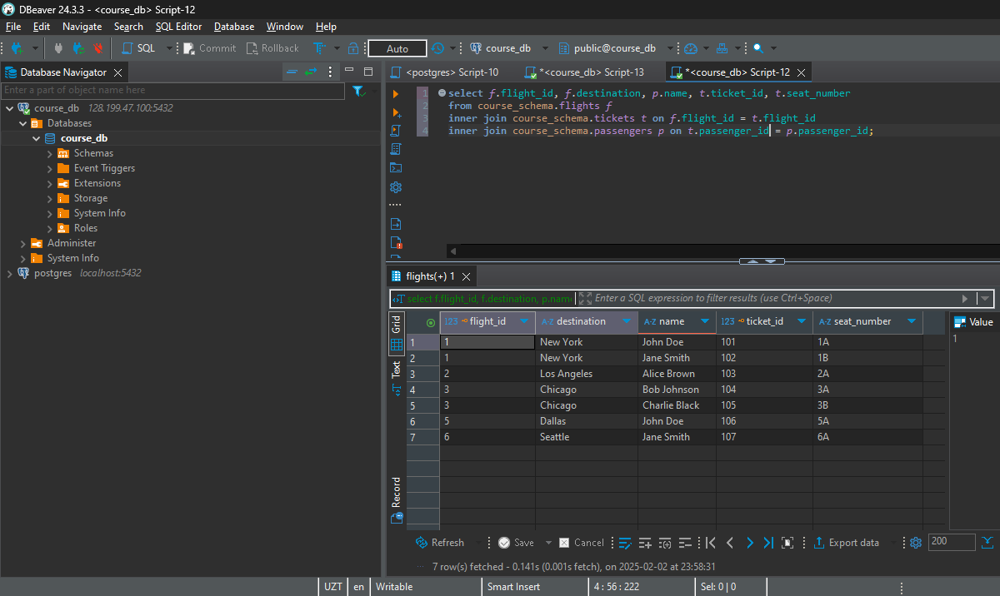 DBeaver 24.3.3 - <course_db> Script-12
File Edit Navigate Search SQL Editor Database Window Help
SQL Commit Rollback Auto course_db public@course_db
Database Navigator
<postgres> Script-10 *<course_db> Script-13 *<course_db> Script-12
Enter a part of object name here
course_db 128.199.47.100:5432
Databases
course_db
Schemas
Event Triggers
Extensions
Storage
System Info
Roles
Administer
System Info
postgres localhost:5432
1 select f.flight_id, f.destination, p.name, t.ticket_id, t.seat_number
2 from course_schema.flights f
3 inner join course_schema.tickets t on f.flight_id = t.flight_id
4 inner join course_schema.passengers p on t.passenger_id = p.passenger_id;
flights(+) 1
select f.flight_id, f.destination, p.name Enter a SQL expression to filter results (use Ctrl+Space)
Grid
Text
Record
123 flight_id A-Z destination A-Z name 123 ticket_id A-Z seat_number
1 1 New York John Doe 101 1A
2 1 New York Jane Smith 102 1B
3 2 Los Angeles Alice Brown 103 2A
4 3 Chicago Bob Johnson 104 3A
5 3 Chicago Charlie Black 105 3B
6 5 Dallas John Doe 106 5A
7 6 Seattle Jane Smith 107 6A
Value
1
Refresh Save Cancel Export data 200
7 row(s) fetched - 0.141s (0.001s fetch), on 2025-02-02 at 23:58:31
UZT en Writable Smart Insert 4 : 56 : 222 Sel: 0 | 0